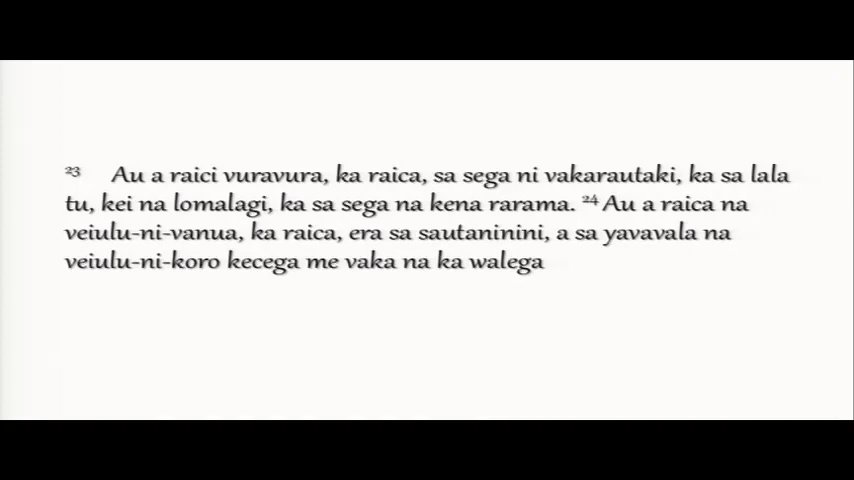 ²³ Au a raici vuravura, ka raica, sa sega ni vakarautaki, ka sa lala
tu, kei na lomalagi, ka sa sega na kena rarama. ²⁴ Au a raica na
veiulu-ni-vanua, ka raica, era sa sautaninini, a sa yavavala na
veiulu-ni-koro kecega me vaka na ka walega